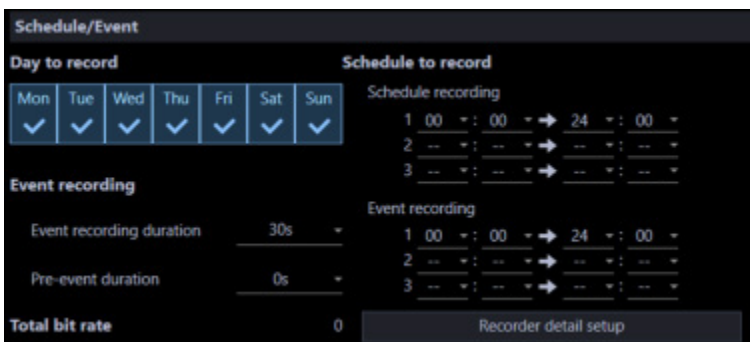 Schedule/Event
Day to record
Mon Tue Wed Thu Fri Sat Sun
Event recording
Event recording duration 30s
Pre-event duration 0s
Total bit rate 0
Schedule to record
Schedule recording
1 00 : 00 → 24 : 00
2 -- : -- → -- : --
3 -- : -- → -- : --
Event recording
1 00 : 00 → 24 : 00
2 -- : -- → -- : --
3 -- : -- → -- : --
Recorder detail setup